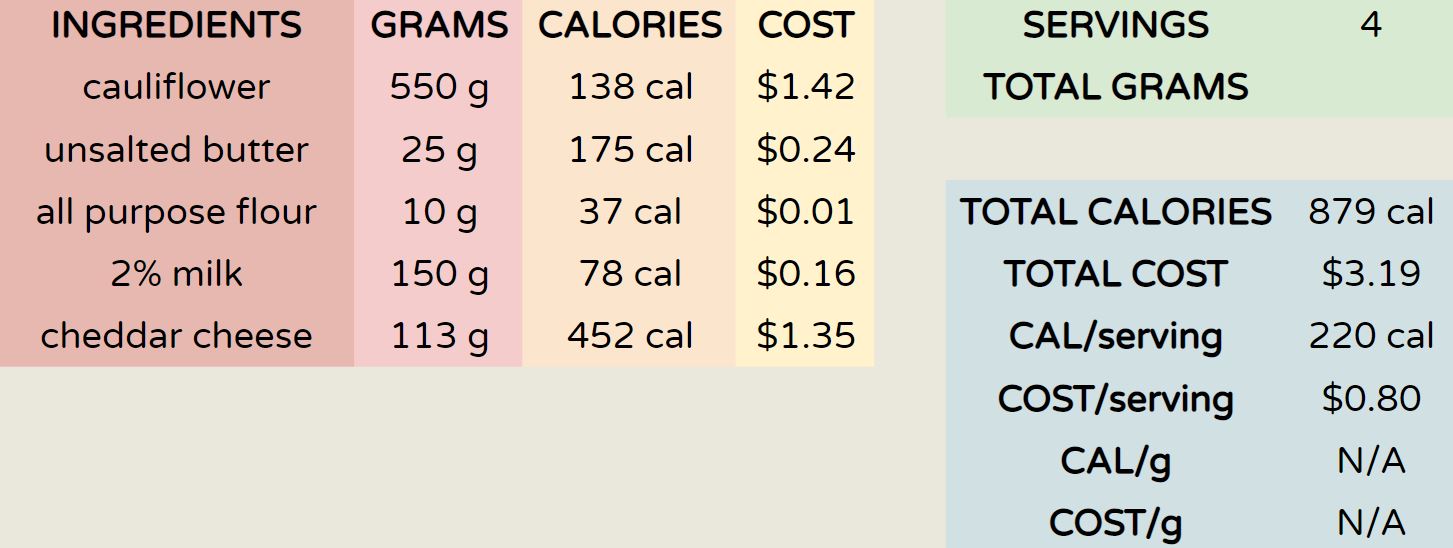 INGREDIENTS GRAMS CALORIES COST
cauliflower 550 g 138 cal $1.42
unsalted butter 25 g 175 cal $0.24
all purpose flour 10 g 37 cal $0.01
2% milk 150 g 78 cal $0.16
cheddar cheese 113 g 452 cal $1.35
SERVINGS 4
TOTAL GRAMS
TOTAL CALORIES 879 cal
TOTAL COST $3.19
CAL/serving 220 cal
COST/serving $0.80
CAL/g N/A
COST/g N/A